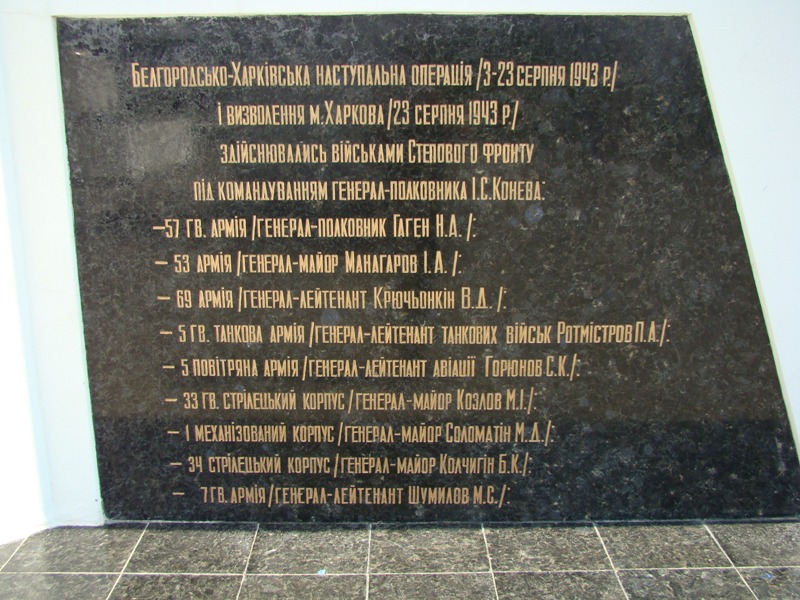 Белгородсько-Харківська наступальна операція /3-23 серпня 1943 р./
і визволення м.Харкова /23 серпня 1943 р./
здійснювались військами Степового фронту
під командуванням генерал-полковника І.С.Конева:
–57 гв. армія /генерал-полковник Гаген Н.А./:
– 53 армія /генерал-майор Манагаров І.А./:
– 69 армія /генерал-лейтенант Крючьонкін В.Д./:
– 5 гв. танкова армія /генерал-лейтенант танкових військ Ротмістров П.А./:
– 5 повітряна армія /генерал-лейтенант авіації Горюнов С.К./:
– 33 гв. стрілецький корпус /генерал-майор Козлов М.І./:
– 1 механізований корпус /генерал-майор Соломатін М.Д./:
– 34 стрілецький корпус /генерал-майор Колчигін Б.К./:
– 7 гв. армія /генерал-лейтенант Шумилов М.С./: